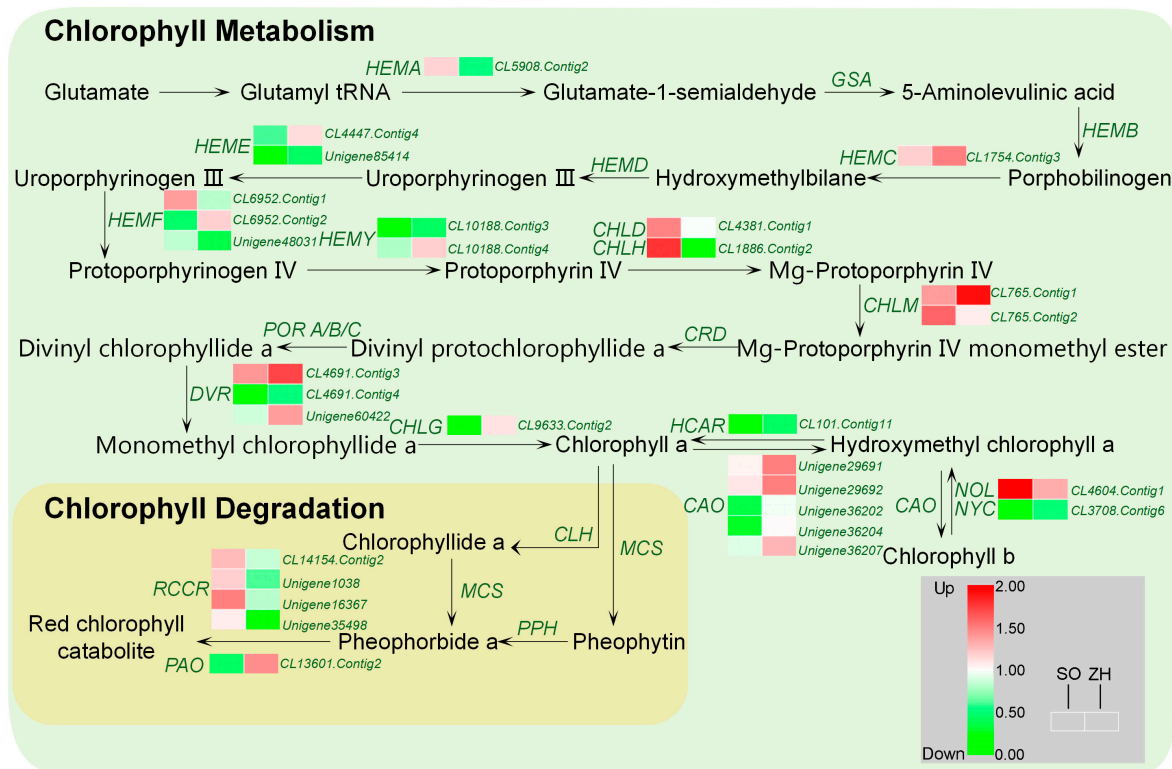 Chlorophyll Metabolism
HEMA CL5908.Contig2
Glutamate Glutamyl tRNA Glutamate-1-semialdehyde GSA 5-Aminolevulinic acid
HEMB
HEME CL4447.Contig4
Unigene85414
HEMC CL1754.Contig3
Uroporphyrinogen III Uroporphyrinogen III HEMD Hydroxymethylbilane Porphobilinogen
HEMF CL6952.Contig1
CL6952.Contig2
Unigene48031
HEMY CL10188.Contig3
CL10188.Contig4
CHLD CL4381.Contig1
CHLH CL1886.Contig2
Protoporphyrinogen IV Protoporphyrin IV Mg-Protoporphyrin IV
CHLM CL765.Contig1
CL765.Contig2
Divinyl chlorophyllide a POR A/B/C Divinyl protochlorophyllide a CRD Mg-Protoporphyrin IV monomethyl ester
DVR CL4691.Contig3
CL4691.Contig4
Unigene60422
CHLG CL9633.Contig2
HCAR CL101.Contig11
Monomethyl chlorophyllide a Chlorophyll a Hydroxymethyl chlorophyll a
CAO Unigene29691
Unigene29692
Unigene36202
Unigene36204
Unigene36207
CAO NOL CL4604.Contig1
NYC CL3708.Contig6
Chlorophyll b
Chlorophyll Degradation
Chlorophyllide a CLH MCS
RCCR CL14154.Contig2
Unigene1038
Unigene16367
Unigene35498
MCS
Red chlorophyll
catabolite
Pheophorbide a PPH Pheophytin
PAO CL13601.Contig2
Up 2.00
1.50
1.00
0.50
Down 0.00
SO ZH